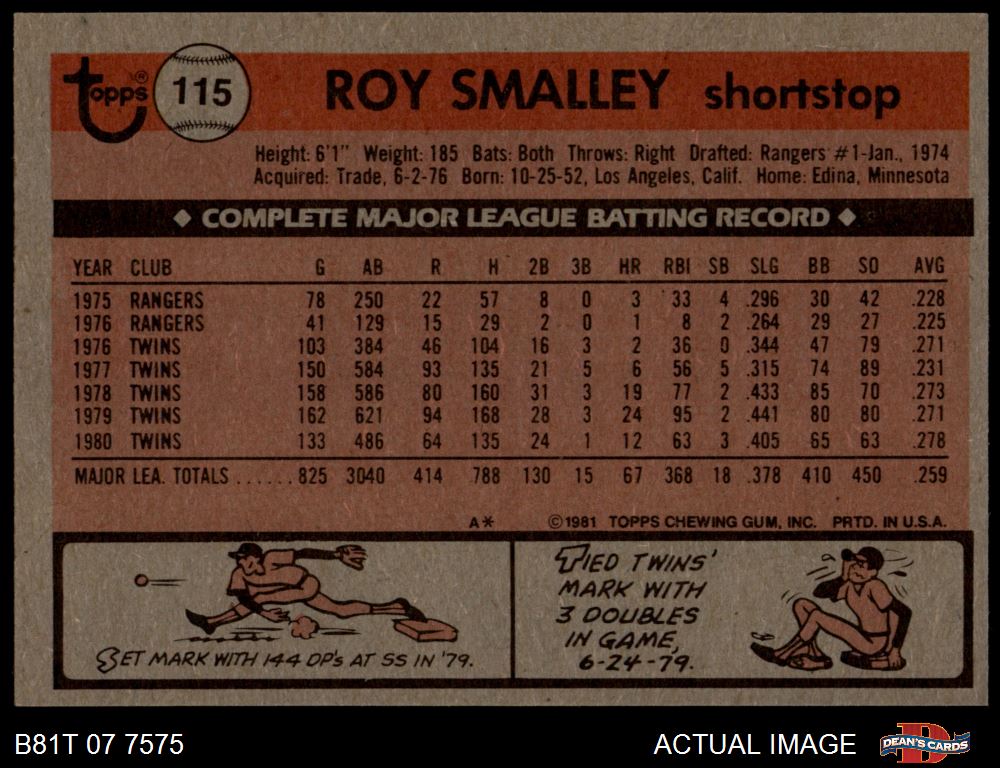 topps® 115 ROY SMALLEY shortstop
Height: 6'1" Weight: 185 Bats: Both Throws: Right Drafted: Rangers #1-Jan., 1974
Acquired: Trade, 6-2-76 Born: 10-25-52, Los Angeles, Calif. Home: Edina, Minnesota
◆ COMPLETE MAJOR LEAGUE BATTING RECORD ◆
YEAR CLUB G AB R H 2B 3B HR RBI SB SLG BB SO AVG
1975 RANGERS 78 250 22 57 8 0 3 33 4 .296 30 42 .228
1976 RANGERS 41 129 15 29 2 0 1 8 2 .264 29 27 .225
1976 TWINS 103 384 46 104 16 3 2 36 0 .344 47 79 .271
1977 TWINS 150 584 93 135 21 5 6 56 5 .315 74 89 .231
1978 TWINS 158 586 80 160 31 3 19 77 2 .433 85 70 .273
1979 TWINS 162 621 94 168 28 3 24 95 2 .441 80 80 .271
1980 TWINS 133 486 64 135 24 1 12 63 3 .405 65 63 .278
MAJOR LEA. TOTALS ...... 825 3040 414 788 130 15 67 368 18 .378 410 450 .259
A* ©1981 TOPPS CHEWING GUM, INC. PRTD. IN U.S.A.
SET MARK WITH 144 DP's AT SS IN '79.
TIED TWINS'
MARK WITH
3 DOUBLES
IN GAME,
6-24-79.
B81T 07 7575 ACTUAL IMAGE DEAN'S CARDS